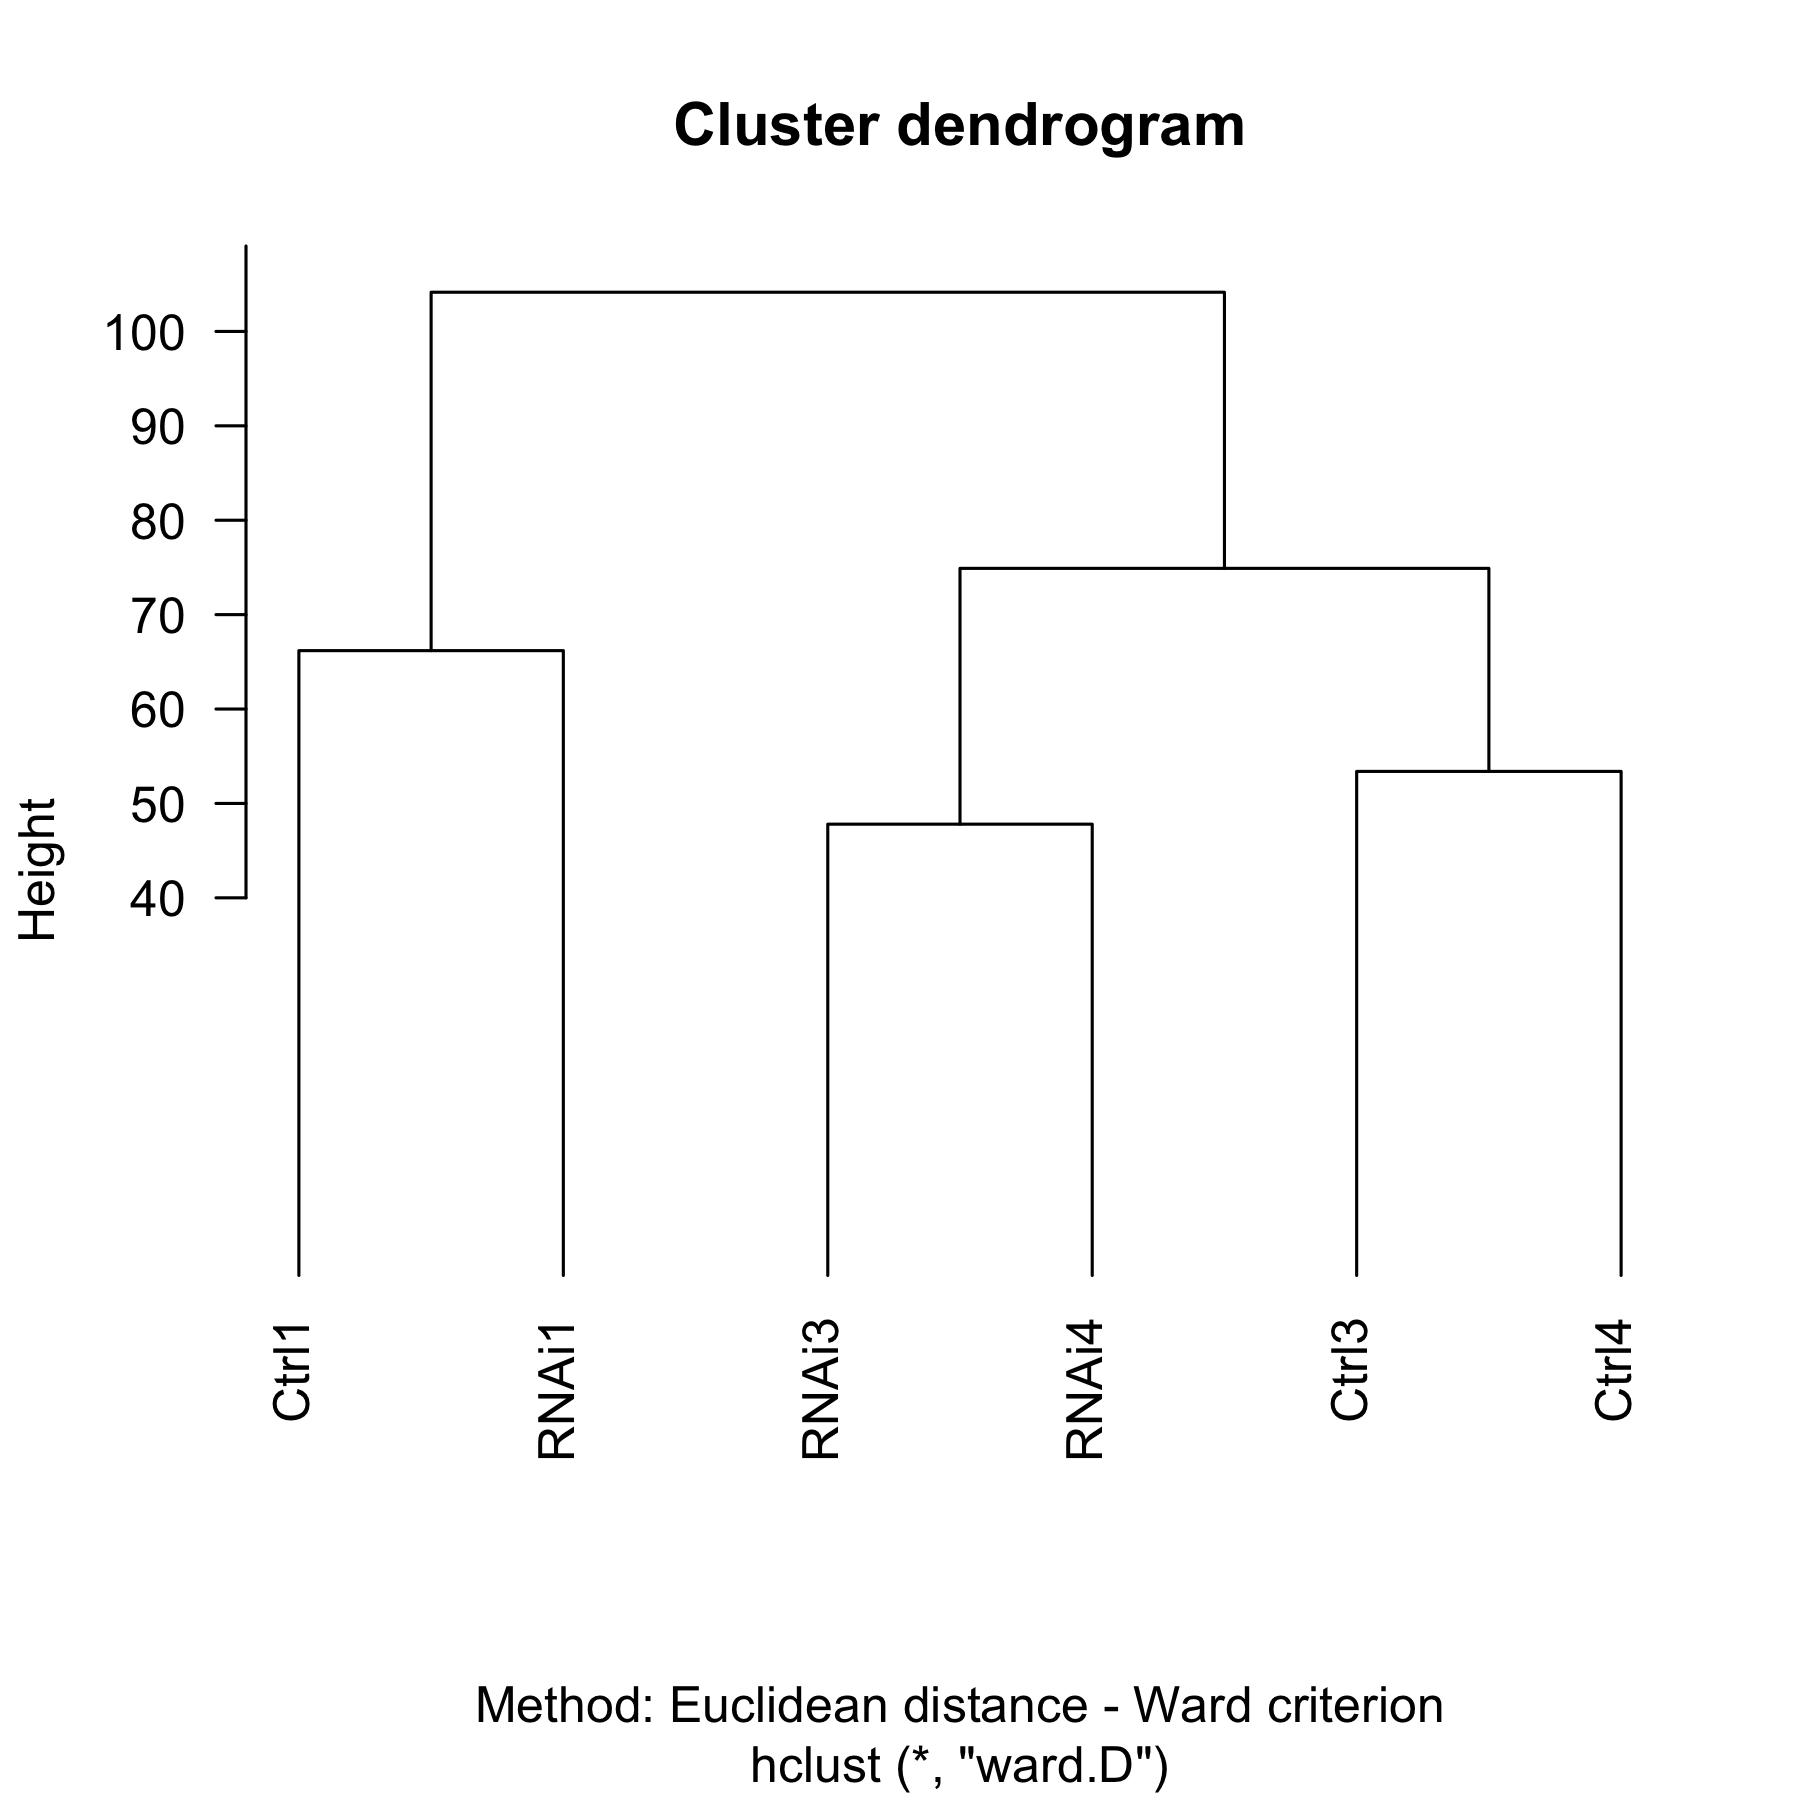 Cluster dendrogram
100
90
80
70
60
50
40
Height
Ctrl1
RNAi1
RNAi3
RNAi4
Ctrl3
Ctrl4
Method: Euclidean distance - Ward criterion
hclust (*, "ward.D")